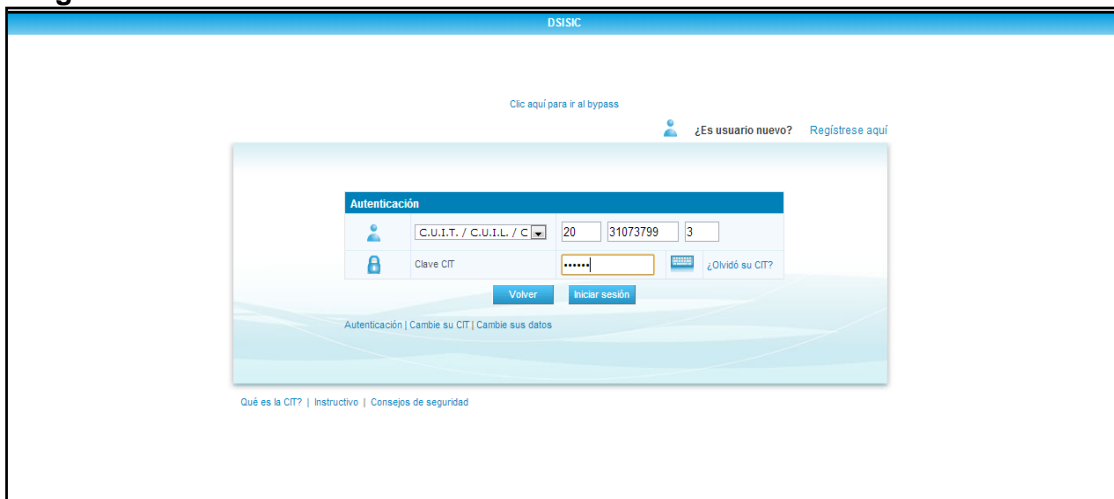 DSISIC
Clic aquí para ir al bypass
¿Es usuario nuevo? Regístrese aquí
Autenticación
C.U.I.T. / C.U.I.L. / C 20 31073799 3
Clave CIT •••••• ¿Olvidó su CIT?
Volver Iniciar sesión
Autenticación | Cambie su CIT | Cambie sus datos
Qué es la CIT? | Instructivo | Consejos de seguridad